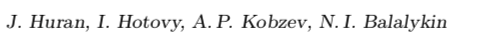 J. Huran, I. Hotovy, A. P. Kobzev, N. I. Balalykin